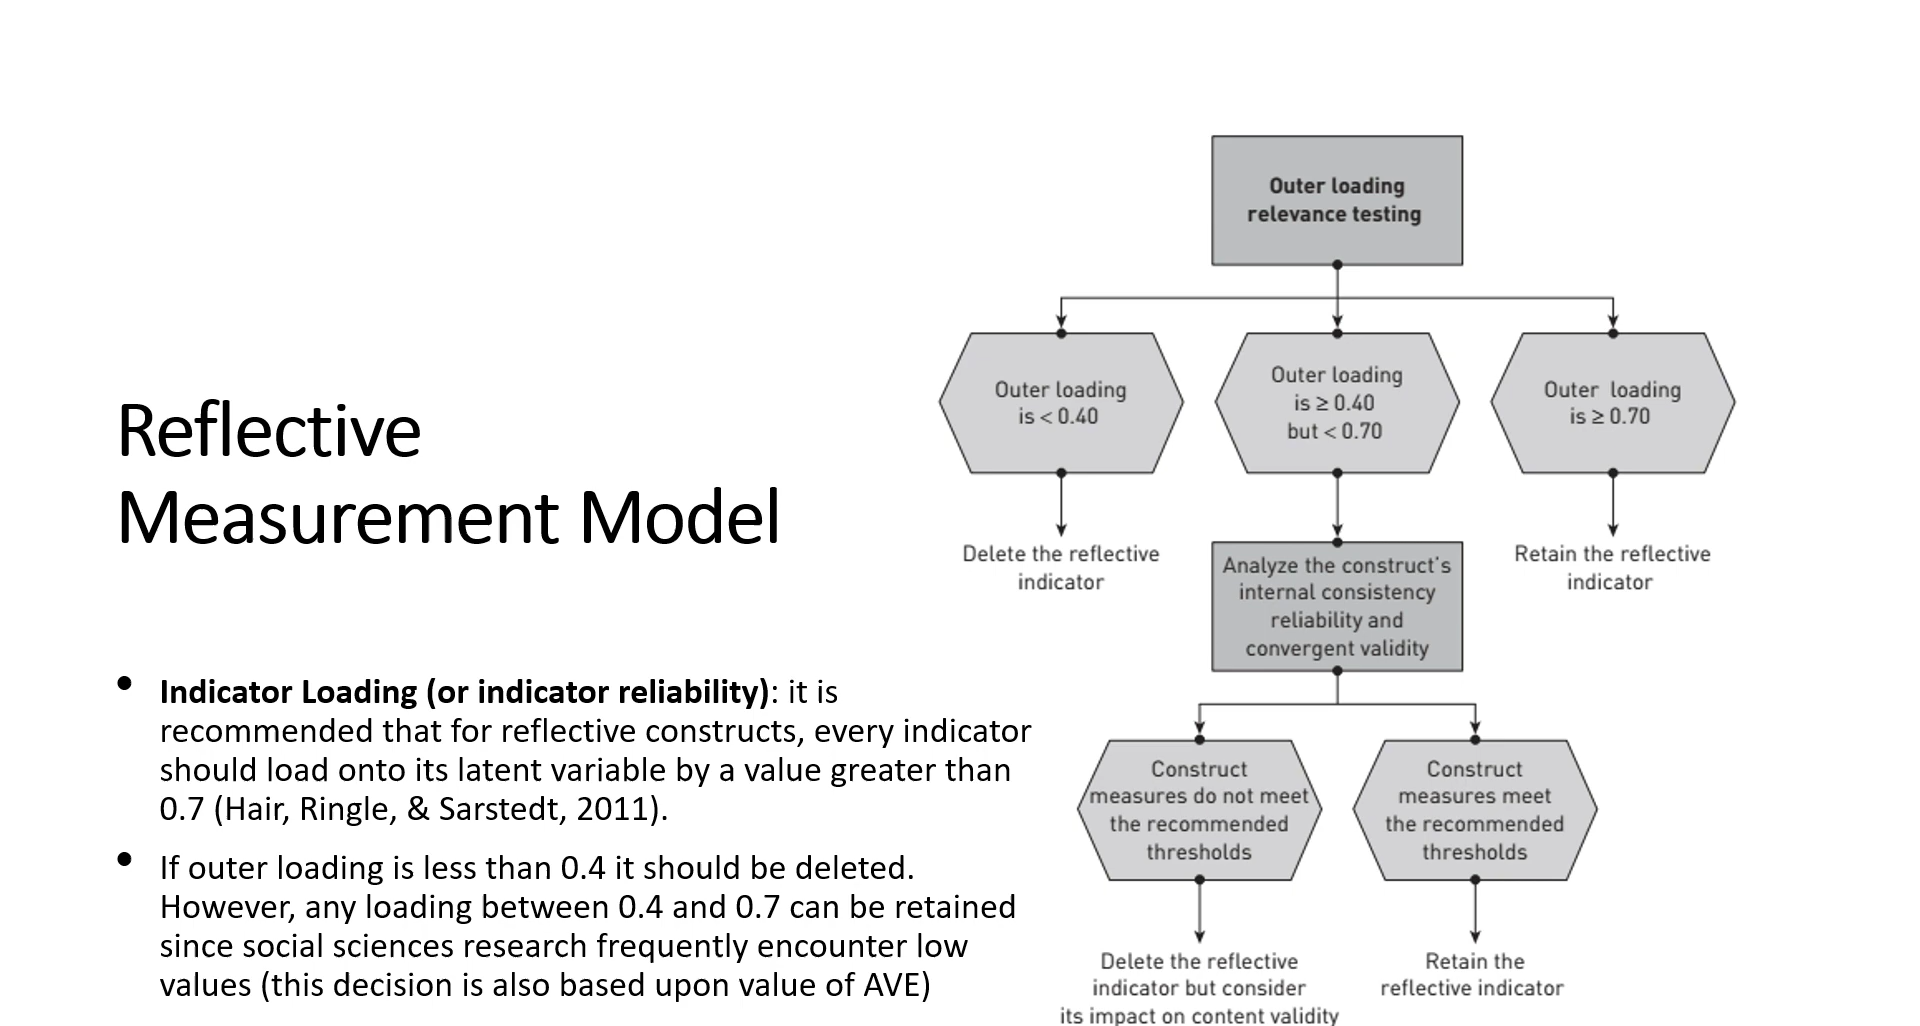 Reflective
Measurement Model
• Indicator Loading (or indicator reliability): it is
recommended that for reflective constructs, every indicator
should load onto its latent variable by a value greater than
0.7 (Hair, Ringle, & Sarstedt, 2011).
• If outer loading is less than 0.4 it should be deleted.
However, any loading between 0.4 and 0.7 can be retained
since social sciences research frequently encounter low
values (this decision is also based upon value of AVE)
Outer loading
relevance testing
Outer loading
is < 0.40
Outer loading
is ≥ 0.40
but < 0.70
Outer loading
is ≥ 0.70
Delete the reflective
indicator
Analyze the construct's
internal consistency
reliability and
convergent validity
Retain the reflective
indicator
Construct
measures do not meet
the recommended
thresholds
Construct
measures meet
the recommended
thresholds
Delete the reflective
indicator but consider
its impact on content validity
Retain the
reflective indicator